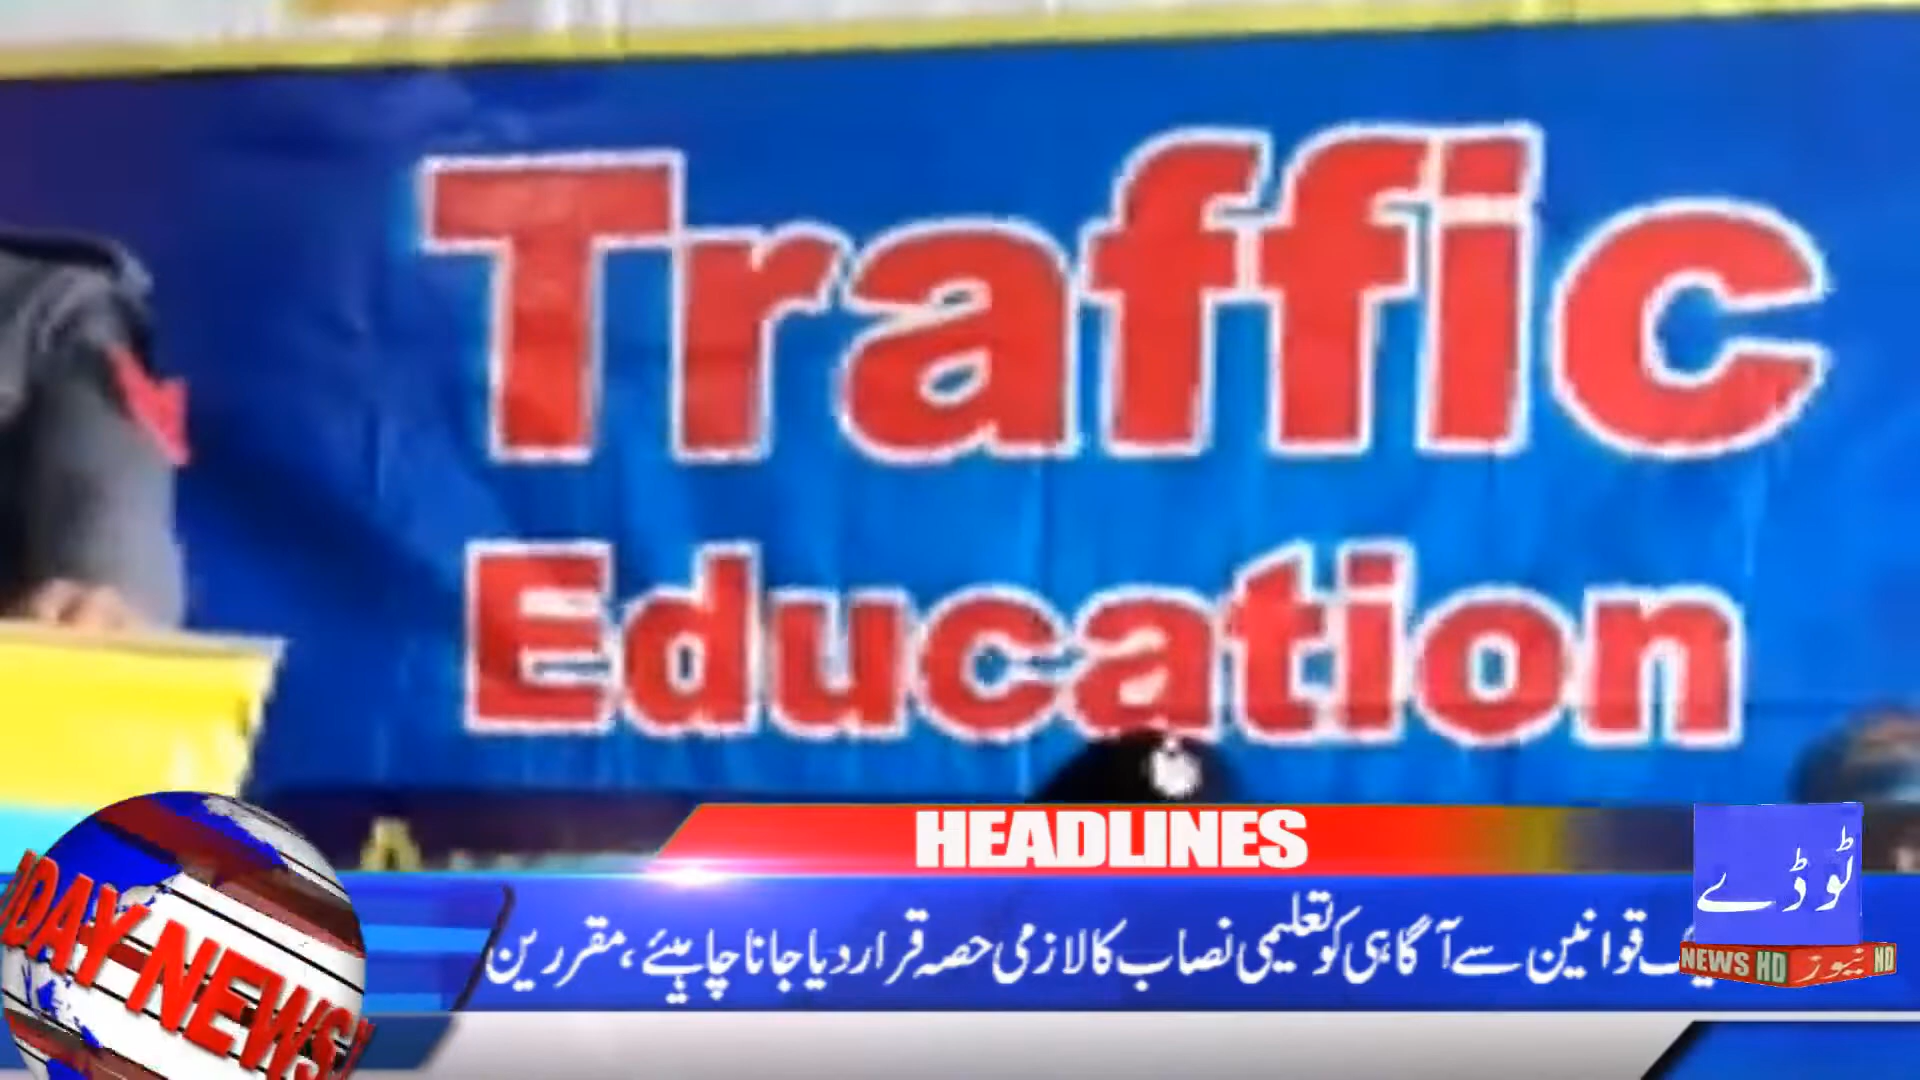 Traffic
Education
HEADLINES
قوانین سے آگاہی کو تعلیمی نصاب کا لازمی حصہ قرار دیا جانا چاہیئے، مقررین
ٹوڈے
NEWS HD نیوز HD
DAY NEWS